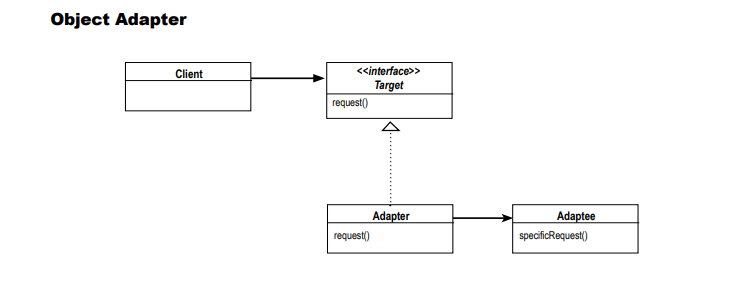 Object Adapter
Client
<<interface>>
Target
request()
Adapter
request()
Adaptee
specificRequest()